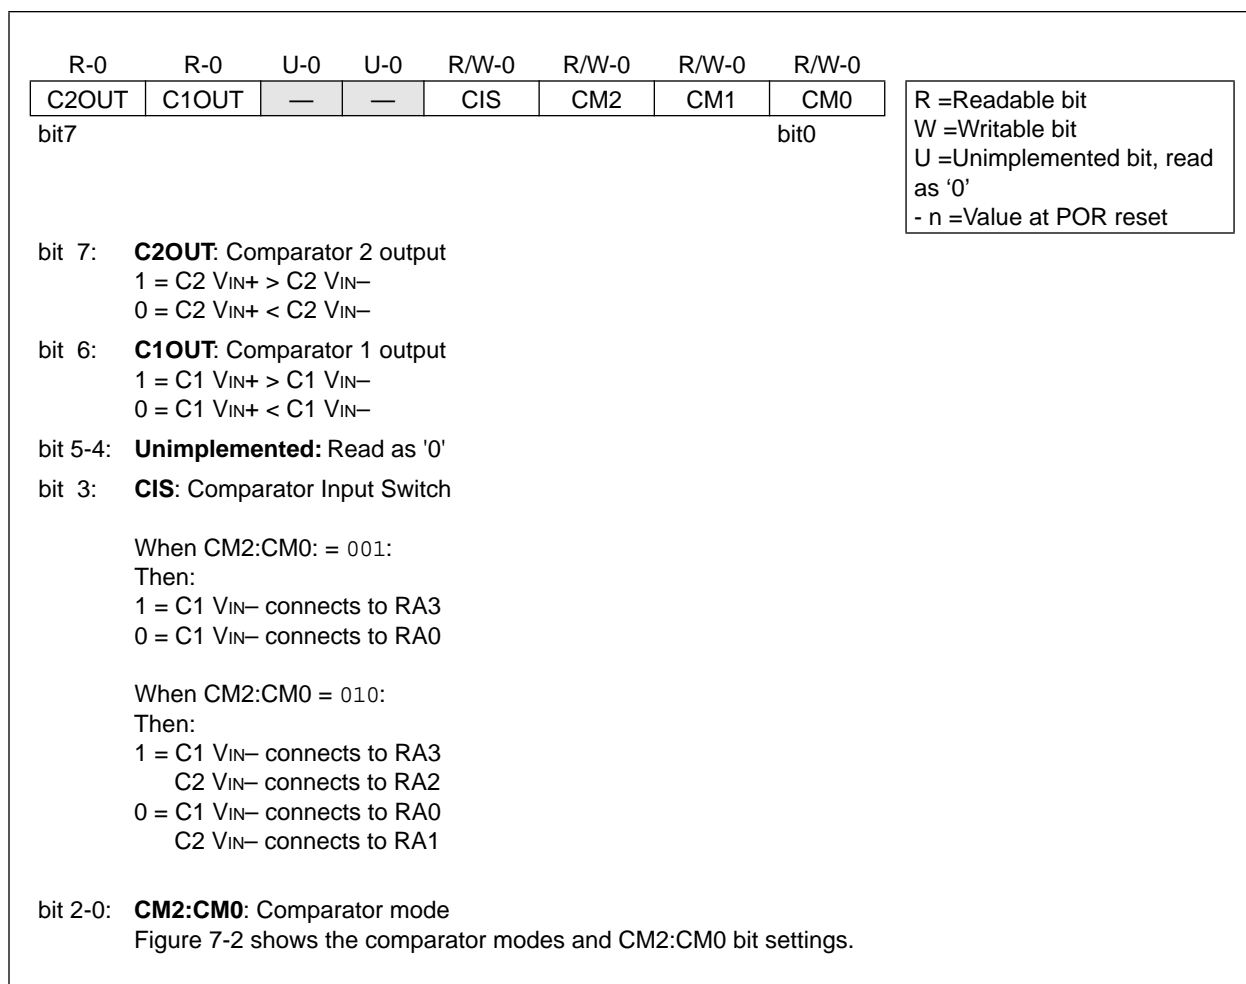 R-0 R-0 U-0 U-0 R/W-0 R/W-0 R/W-0 R/W-0
C2OUT C1OUT — — CIS CM2 CM1 CM0
bit7 bit0
R =Readable bit
W =Writable bit
U =Unimplemented bit, read
as ‘0’
- n =Value at POR reset
bit 7: C2OUT: Comparator 2 output
1 = C2 VIN+ > C2 VIN–
0 = C2 VIN+ < C2 VIN–
bit 6: C1OUT: Comparator 1 output
1 = C1 VIN+ > C1 VIN–
0 = C1 VIN+ < C1 VIN–
bit 5-4: Unimplemented: Read as '0'
bit 3: CIS: Comparator Input Switch
When CM2:CM0: = 001:
Then:
1 = C1 VIN– connects to RA3
0 = C1 VIN– connects to RA0
When CM2:CM0 = 010:
Then:
1 = C1 VIN– connects to RA3
C2 VIN– connects to RA2
0 = C1 VIN– connects to RA0
C2 VIN– connects to RA1
bit 2-0: CM2:CM0: Comparator mode
Figure 7-2 shows the comparator modes and CM2:CM0 bit settings.